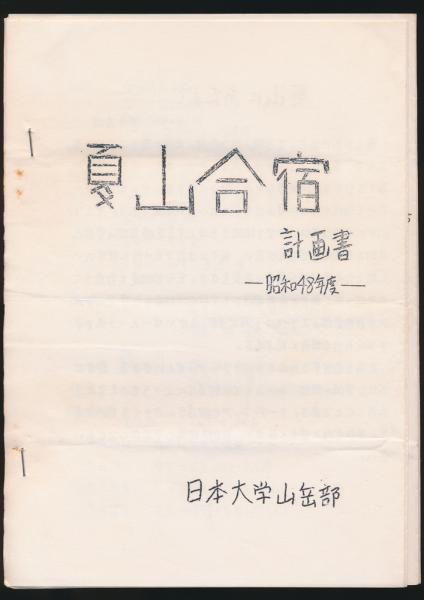 夏山合宿
計画書
―昭和48年度―
日本大学山岳部